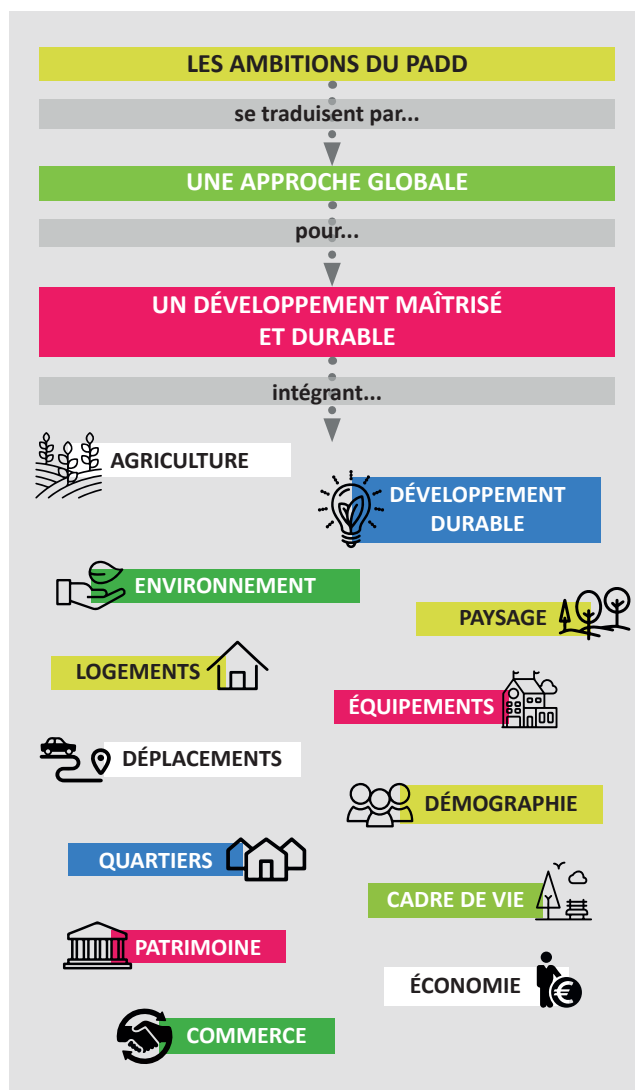 LES AMBITIONS DU PADD
se traduisent par...
UNE APPROCHE GLOBALE
pour...
UN DÉVELOPPEMENT MAÎTRISÉ
ET DURABLE
intégrant...
AGRICULTURE
DÉVELOPPEMENT
DURABLE
ENVIRONNEMENT
PAYSAGE
LOGEMENTS
ÉQUIPEMENTS
DÉPLACEMENTS
DÉMOGRAPHIE
QUARTIERS
CADRE DE VIE
PATRIMOINE
ÉCONOMIE
€
COMMERCE